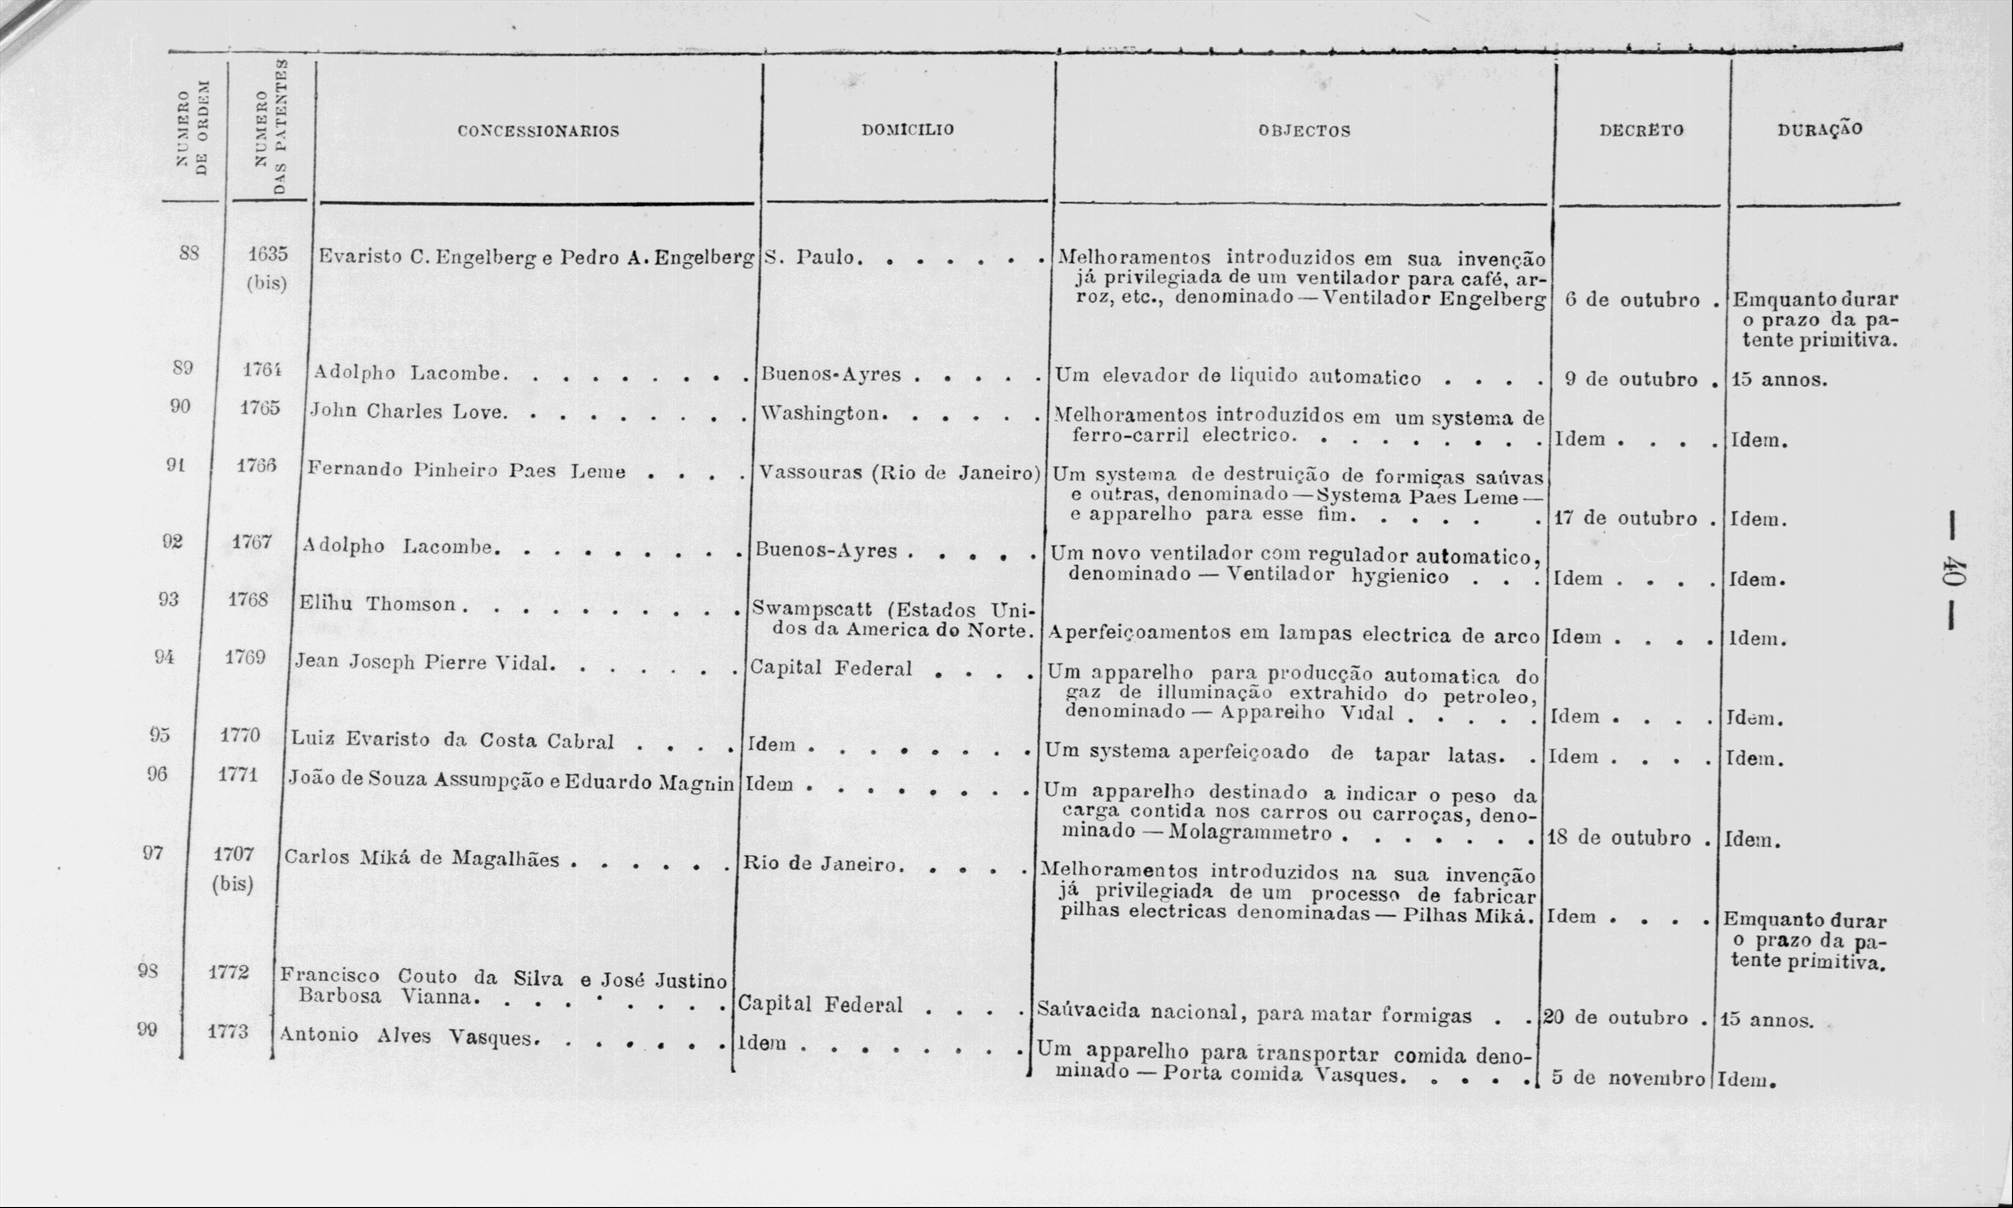 NUMERO DE ORDEM
NUMERO DAS PATENTES
CONCESSIONARIOS
DOMICILIO
OBJECTOS
DECRETO
DURAÇÃO
88 1635 Evaristo C. Engelberg e Pedro A. Engelberg S. Paulo. . . . . . . Melhoramentos introduzidos em sua invenção
(bis) já privilegiada de um ventilador para café, ar-
roz, etc., denominado — Ventilador Engelberg 6 de outubro . Emquanto durar
o prazo da pa-
tente primitiva.
89 1764 Adolpho Lacombe. . . . . . . . . Buenos-Ayres . . . . . Um elevador de liquido automatico . . . . 9 de outubro . 15 annos.
90 1765 John Charles Love. . . . . . . . . Washington. . . . . . Melhoramentos introduzidos em um systema de
ferro-carril electrico. . . . . . . . . Idem . . . . Idem.
91 1766 Fernando Pinheiro Paes Leme . . . . Vassouras (Rio de Janeiro) Um systema de destruição de formigas saúvas
e outras, denominado — Systema Paes Leme —
e apparelho para esse fim. . . . . . 17 de outubro . Idem.
92 1767 Adolpho Lacombe. . . . . . . . . Buenos-Ayres . . . . . Um novo ventilador com regulador automatico,
denominado — Ventilador hygienico . . . Idem . . . . Idem.
93 1768 Elihu Thomson . . . . . . . . . . Swampscatt (Estados Uni-
dos da America do Norte. Aperfeiçoamentos em lampas electrica de arco Idem . . . . Idem.
94 1769 Jean Joseph Pierre Vidal. . . . . . . Capital Federal . . . . Um apparelho para producção automatica do
gaz de illuminação extrahido do petroleo,
denominado — Apparelho Vidal . . . . . Idem . . . . Idem.
95 1770 Luiz Evaristo da Costa Cabral . . . . Idem . . . . . . . . Um systema aperfeiçoado de tapar latas. . Idem . . . . Idem.
96 1771 João de Souza Assumpção e Eduardo Magnin Idem . . . . . . . . Um apparelho destinado a indicar o peso da
carga contida nos carros ou carroças, deno-
minado — Molagrammetro . . . . . . . 18 de outubro . Idem.
97 1707 Carlos Miká de Magalhães . . . . . . Rio de Janeiro. . . . . Melhoramentos introduzidos na sua invenção
(bis) já privilegiada de um processo de fabricar
pilhas electricas denominadas — Pilhas Miká. Idem . . . . Emquanto durar
o prazo da pa-
tente primitiva.
98 1772 Francisco Couto da Silva e José Justino
Barbosa Vianna. . . . . . . . . Capital Federal . . . . Saúvacida nacional, para matar formigas . . 20 de outubro . 15 annos.
99 1773 Antonio Alves Vasques. . . . . . . Idem . . . . . . . . Um apparelho para transportar comida deno-
minado — Porta comida Vasques. . . . . 5 de novembro Idem.
— 40 —